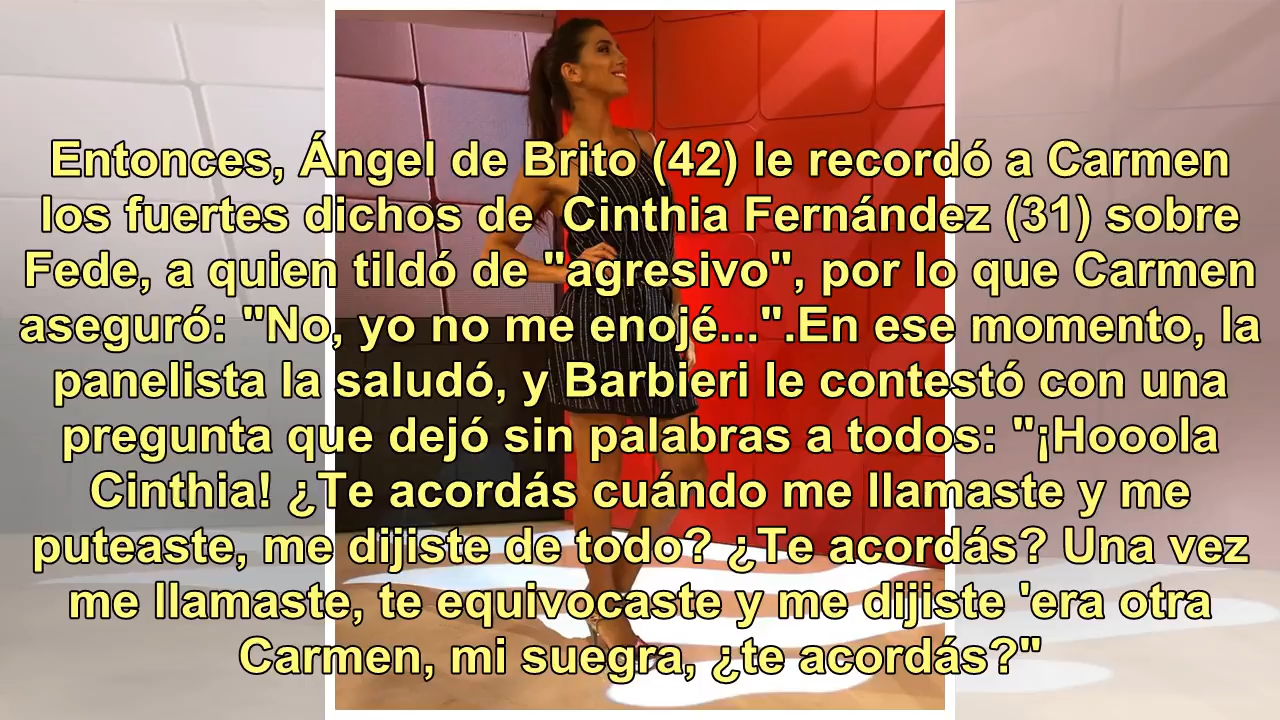 Entonces, Ángel de Brito (42) le recordó a Carmen
los fuertes dichos de  Cinthia Fernández (31) sobre
Fede, a quien tildó de "agresivo", por lo que Carmen
aseguró: "No, yo no me enojé...".En ese momento, la
panelista la saludó, y Barbieri le contestó con una
pregunta que dejó sin palabras a todos: "¡Hooola
Cinthia! ¿Te acordás cuándo me llamaste y me
puteaste, me dijiste de todo? ¿Te acordás? Una vez
me llamaste, te equivocaste y me dijiste 'era otra
Carmen, mi suegra, ¿te acordás?"